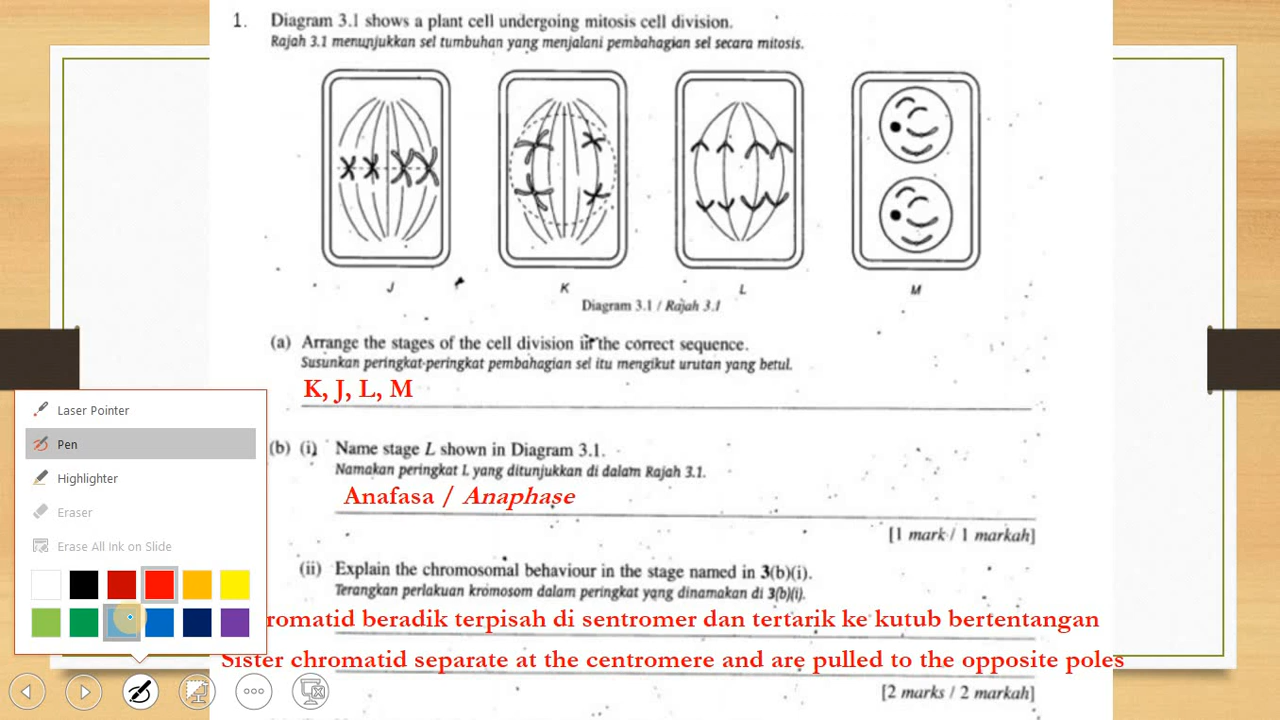 1. Diagram 3.1 shows a plant cell undergoing mitosis cell division.
Rajah 3.1 menunjukkan sel tumbuhan yang menjalani pembahagian sel secara mitosis.
J K L M
Diagram 3.1 / Rajah 3.1
(a) Arrange the stages of the cell division in the correct sequence.
Susunkan peringkat-peringkat pembahagian sel itu mengikut urutan yang betul.
K, J, L, M
(b) (i) Name stage L shown in Diagram 3.1.
Namakan peringkat L yang ditunjukkan di dalam Rajah 3.1.
Anafasa / Anaphase
[1 mark / 1 markah]
(ii) Explain the chromosomal behaviour in the stage named in 3(b)(i).
Terangkan perlakuan kromosom dalam peringkat yang dinamakan di 3(b)(i).
romatid beradik terpisah di sentromer dan tertarik ke kutub bertentangan
Sister chromatid separate at the centromere and are pulled to the opposite poles
[2 marks / 2 markah]
Laser Pointer
Pen
Highlighter
Eraser
Erase All Ink on Slide